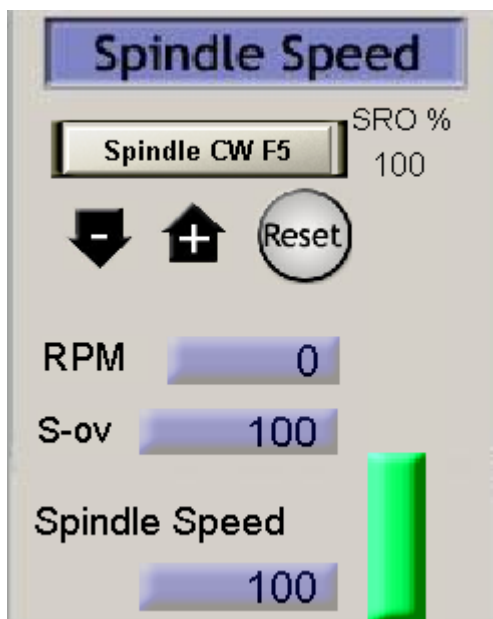 Spindle Speed
SRO %
Spindle CW F5
100
- + Reset
RPM 0
S-ov 100
Spindle Speed
100